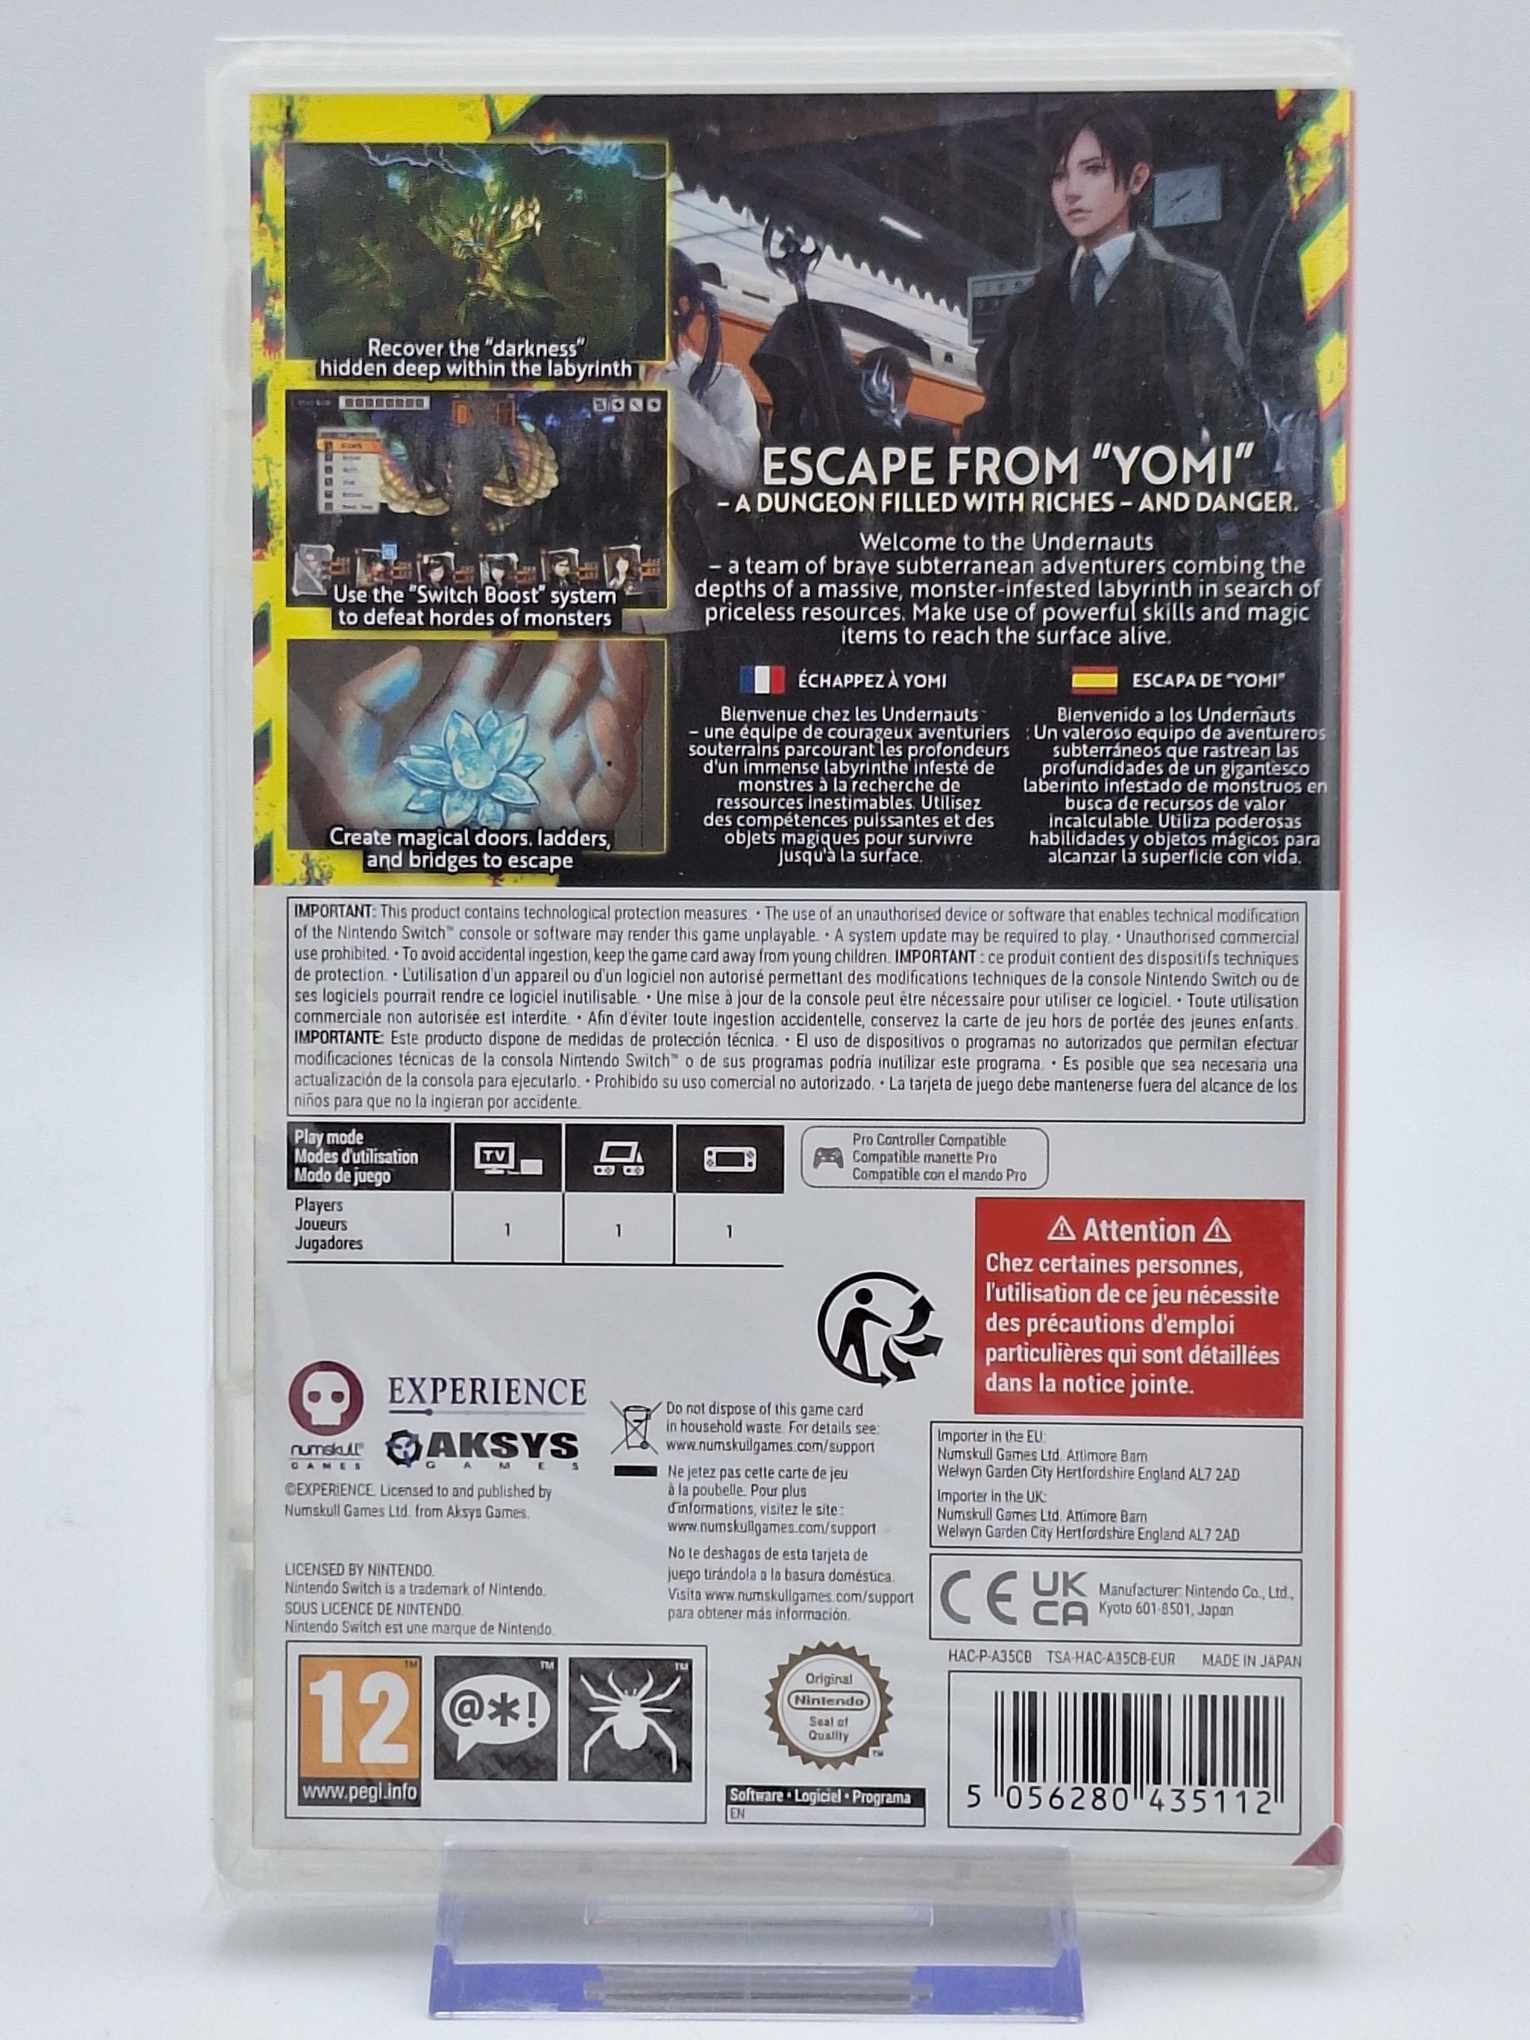 Recover the "darkness"
hidden deep within the labyrinth
Use the "Switch Boost" system
to defeat hordes of monsters
Create magical doors, ladders,
and bridges to escape
ESCAPE FROM "YOMI"
– A DUNGEON FILLED WITH RICHES – AND DANGER.
Welcome to the Undernauts
– a team of brave subterranean adventurers combing the
depths of a massive, monster-infested labyrinth in search of
priceless resources. Make use of powerful skills and magic
items to reach the surface alive.
ÉCHAPPEZ À YOMI
Bienvenue chez les Undernauts
– une équipe de courageux aventuriers
souterrains parcourant les profondeurs
d'un immense labyrinthe infesté de
monstres à la recherche de
ressources inestimables. Utilisez
des compétences puissantes et des
objets magiques pour survivre
jusqu'à la surface.
ESCAPA DE "YOMI"
Bienvenido a los Undernauts
: Un valeroso equipo de aventureros
subterráneos que rastrean las
profundidades de un gigantesco
laberinto infestado de monstruos en
busca de recursos de valor
incalculable. Utiliza poderosas
habilidades y objetos mágicos para
alcanzar la superficie con vida.
IMPORTANT: This product contains technological protection measures. • The use of an unauthorised device or software that enables technical modification
of the Nintendo Switch™ console or software may render this game unplayable. • A system update may be required to play. • Unauthorised commercial
use prohibited. • To avoid accidental ingestion, keep the game card away from young children. IMPORTANT : ce produit contient des dispositifs techniques
de protection. • L'utilisation d'un appareil ou d'un logiciel non autorisé permettant des modifications techniques de la console Nintendo Switch ou de
ses logiciels pourrait rendre ce logiciel inutilisable. • Une mise à jour de la console peut être nécessaire pour utiliser ce logiciel. • Toute utilisation
commerciale non autorisée est interdite. • Afin d'éviter toute ingestion accidentelle, conservez la carte de jeu hors de portée des jeunes enfants.
IMPORTANTE: Este producto dispone de medidas de protección técnica. • El uso de dispositivos o programas no autorizados que permitan efectuar
modificaciones técnicas de la consola Nintendo Switch™ o de sus programas podría inutilizar este programa. • Es posible que sea necesaria una
actualización de la consola para ejecutarlo. • Prohibido su uso comercial no autorizado. • La tarjeta de juego debe mantenerse fuera del alcance de los
niños para que no la ingieran por accidente.
Play mode
Modes d'utilisation
Modo de juego
TV
Players
Joueurs
Jugadores
1
1
1
Pro Controller Compatible
Compatible manette Pro
Compatible con el mando Pro
Attention
Chez certaines personnes,
l'utilisation de ce jeu nécessite
des précautions d'emploi
particulières qui sont détaillées
dans la notice jointe.
numskull®
GAMES
EXPERIENCE
AKSYS
GAMES
©EXPERIENCE. Licensed to and published by
Numskull Games Ltd. from Aksys Games.
LICENSED BY NINTENDO.
Nintendo Switch is a trademark of Nintendo.
SOUS LICENCE DE NINTENDO.
Nintendo Switch est une marque de Nintendo.
Do not dispose of this game card
in household waste. For details see:
www.numskullgames.com/support
Ne jetez pas cette carte de jeu
à la poubelle. Pour plus
d'informations, visitez le site :
www.numskullgames.com/support
No te deshagas de esta tarjeta de
juego tirándola a la basura doméstica.
Visita www.numskullgames.com/support
para obtener más información.
Importer in the EU:
Numskull Games Ltd. Attimore Barn
Welwyn Garden City Hertfordshire England AL7 2AD
Importer in the UK:
Numskull Games Ltd. Attimore Barn
Welwyn Garden City Hertfordshire England AL7 2AD
CE UK
CA
Manufacturer: Nintendo Co., Ltd.,
Kyoto 601-8501, Japan
HAC-P-A35CB TSA-HAC-A35CB-EUR MADE IN JAPAN
12™
www.pegi.info
@*!™
™
Original
Nintendo
Seal of
Quality
™
Software • Logiciel • Programa
EN
5 056280 435112